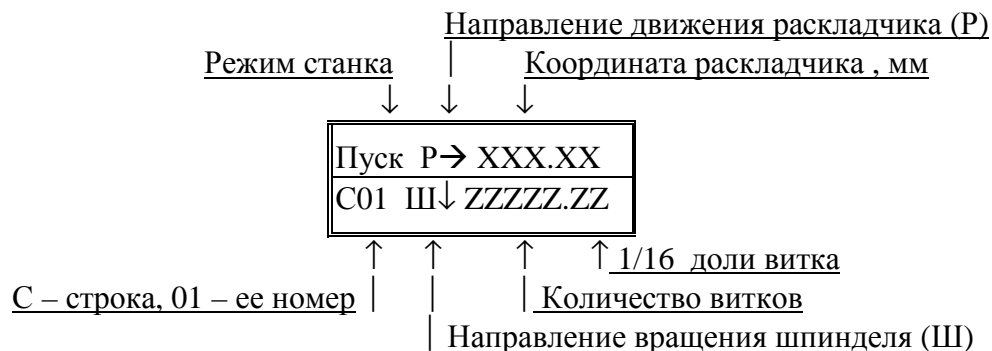 Направление движения раскладчика (Р)
Режим станка | Координата раскладчика , мм
↓ ↓ ↓
Пуск Р→ XXX.XX
С01 Ш↓ ZZZZZ.ZZ
↑ ↑ ↑ ↑ 1/16 доли витка
С – строка, 01 – ее номер | | | Количество витков
| Направление вращения шпинделя (Ш)